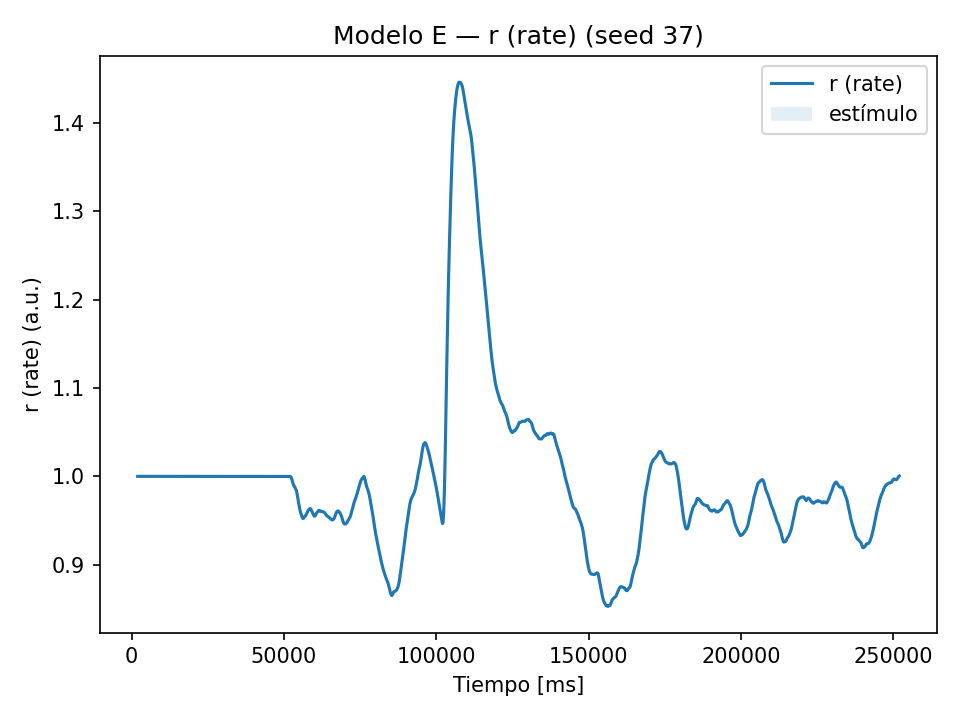 Modelo E — r (rate) (seed 37)
r (rate)
estímulo
1.4
1.3
1.2
1.1
1.0
0.9
r (rate) (a.u.)
0
50000
100000
150000
200000
250000
Tiempo [ms]